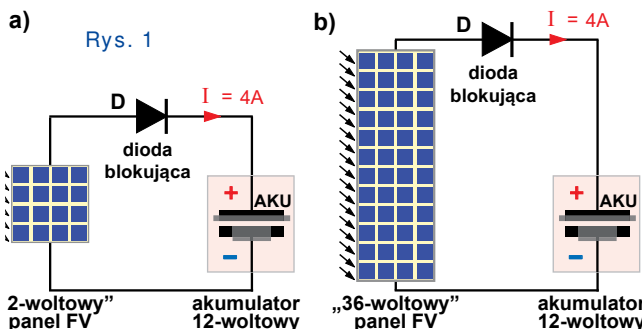 a)
Rys. 1
D
I = 4A
dioda
blokująca
+
AKU
–
2-woltowy”
panel FV
akumulator
12-woltowy
b)
D
I = 4A
dioda
blokująca
+
AKU
–
„36-woltowy”
panel FV
akumulator
12-woltowy